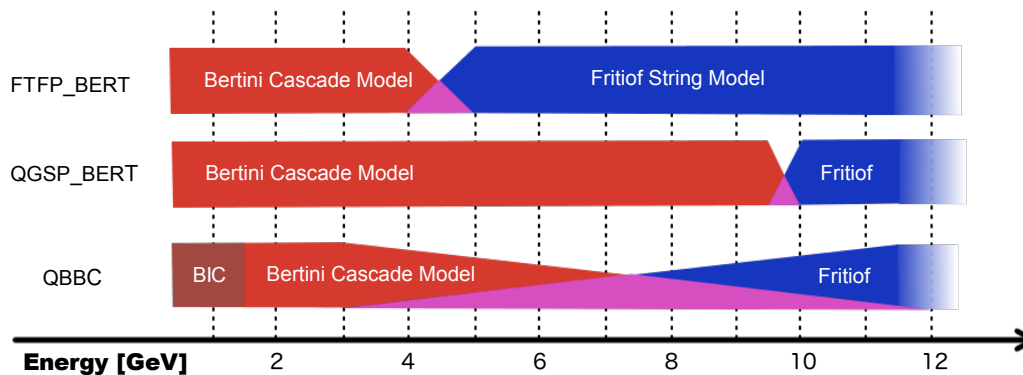 FTFP_BERT
Bertini Cascade Model
Fritiof String Model
QGSP_BERT
Bertini Cascade Model
Fritiof
QBBC
BIC
Bertini Cascade Model
Fritiof
Energy [GeV]
2
4
6
8
10
12